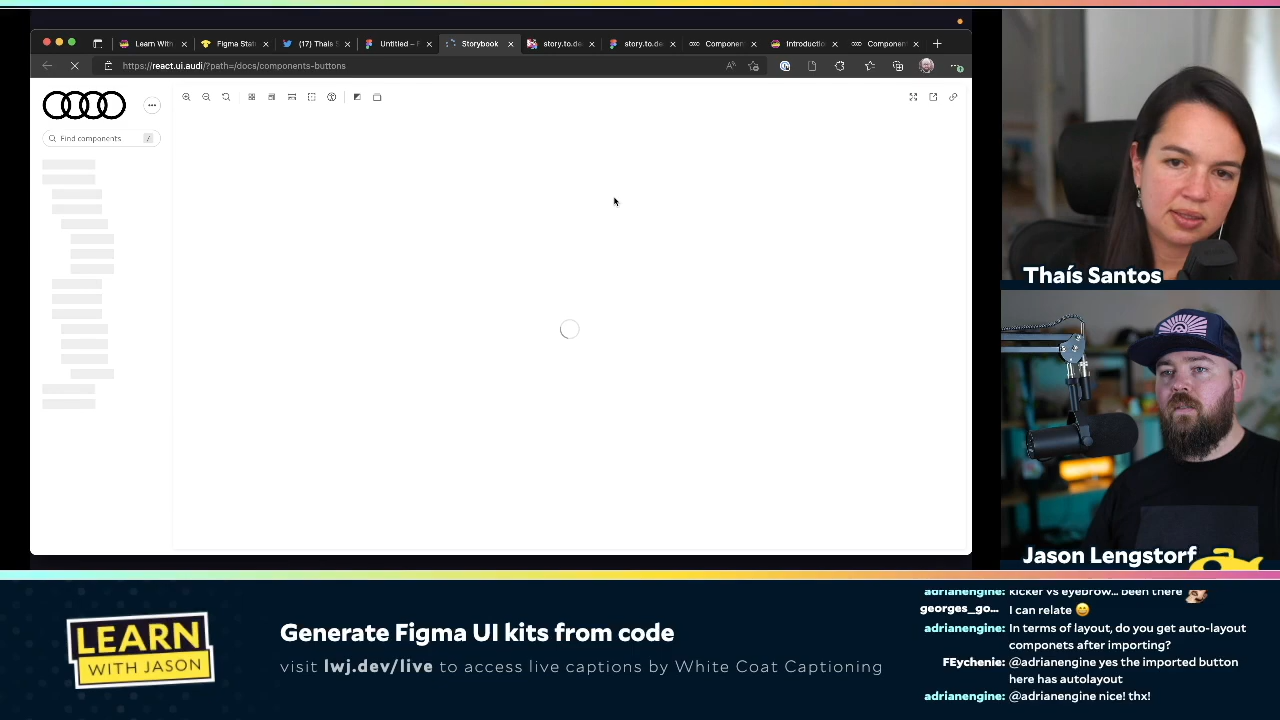 Learn With
Figma Stat
(17) Thais S
Untitled – F
Storybook
story.to.de
story.to.de
Componen
Introductio
Componen
https://react.ui.audi/?path=/docs/components-buttons
Find components
/
Thaís Santos
Jason Lengstorf
LEARN
WITH JASON
Generate Figma UI kits from code
visit lwj.dev/live to access live captions by White Coat Captioning
adrianengine: kicker vs eyebrow... been there
georges_go... I can relate 😄
adrianengine: In terms of layout, do you get auto-layout
componets after importing?
FEychenie: @adrianengine yes the imported button
here has autolayout
adrianengine: @adrianengine nice! thx!